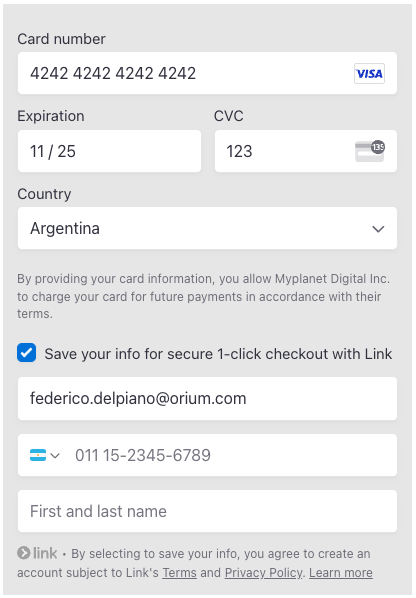 Card number
4242 4242 4242 4242 VISA
Expiration CVC
11 / 25 123 135
Country
Argentina
By providing your card information, you allow Myplanet Digital Inc.
to charge your card for future payments in accordance with their
terms.
Save your info for secure 1-click checkout with Link
federico.delpiano@orium.com
011 15-2345-6789
First and last name
link • By selecting to save your info, you agree to create an
account subject to Link's Terms and Privacy Policy. Learn more